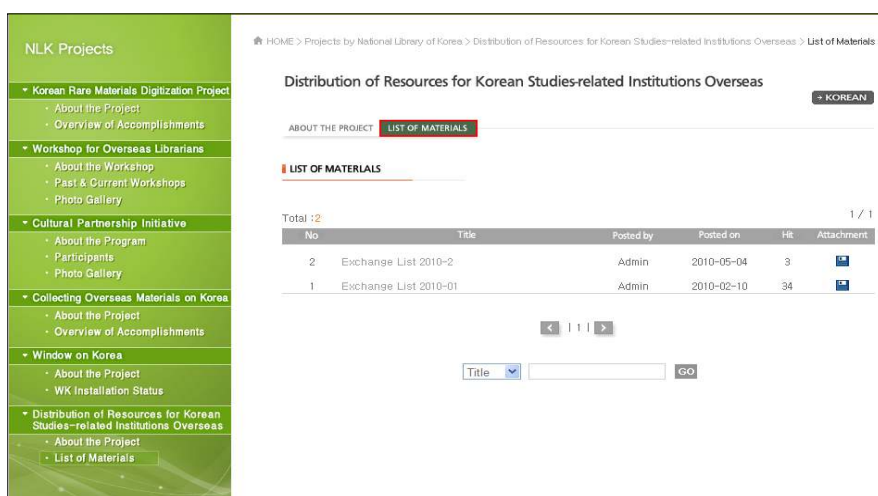 NLK Projects
Korean Rare Materials Digitization Project
· About the Project
· Overview of Accomplishments
Workshop for Overseas Librarians
· About the Workshop
· Past & Current Workshops
· Photo Gallery
Cultural Partnership Initiative
· About the Program
· Participants
· Photo Gallery
Collecting Overseas Materials on Korea
· About the Project
· Overview of Accomplishments
Window on Korea
· About the Project
· WK Installation Status
Distribution of Resources for Korean
Studies-related Institutions Overseas
· About the Project
· List of Materials
HOME > Projects by National Library of Korea > Distribution of Resources for Korean Studies-related Institutions Overseas > List of Materials
Distribution of Resources for Korean Studies-related Institutions Overseas
→ KOREAN
ABOUT THE PROJECT LIST OF MATERIALS
LIST OF MATERLALS
Total :2 1 / 1
No Title Posted by Posted on Hit Attachment
2 Exchange List 2010-2 Admin 2010-05-04 3
1 Exchange List 2010-01 Admin 2010-02-10 34
< | 1 | >
Title GO